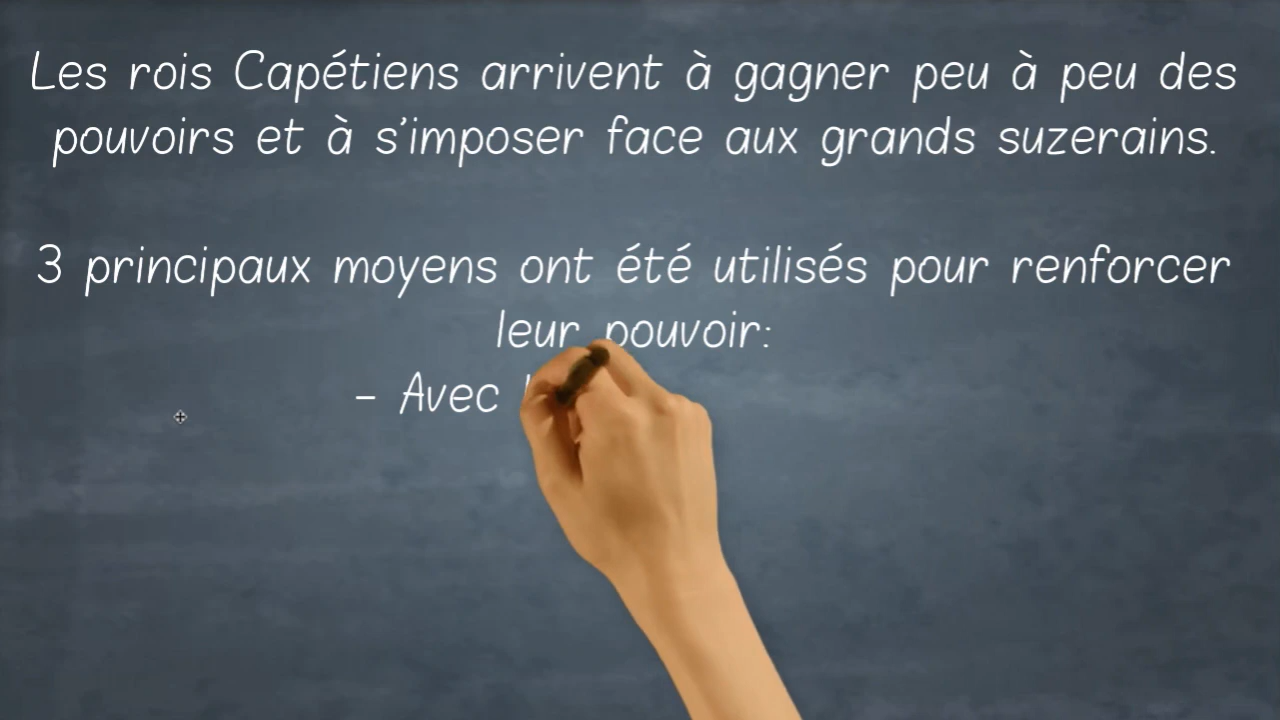 Les rois Capétiens arrivent à gagner peu à peu des
pouvoirs et à s'imposer face aux grands suzerains.
3 principaux moyens ont été utilisés pour renforcer
leur pouvoir:
- Avec